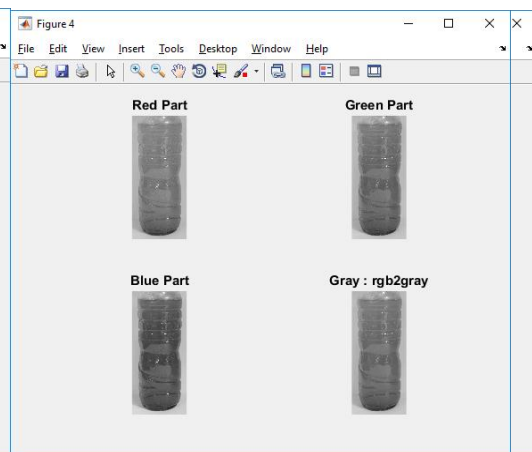 Figure 4
File Edit View Insert Tools Desktop Window Help
Red Part
Green Part
Blue Part
Gray : rgb2gray